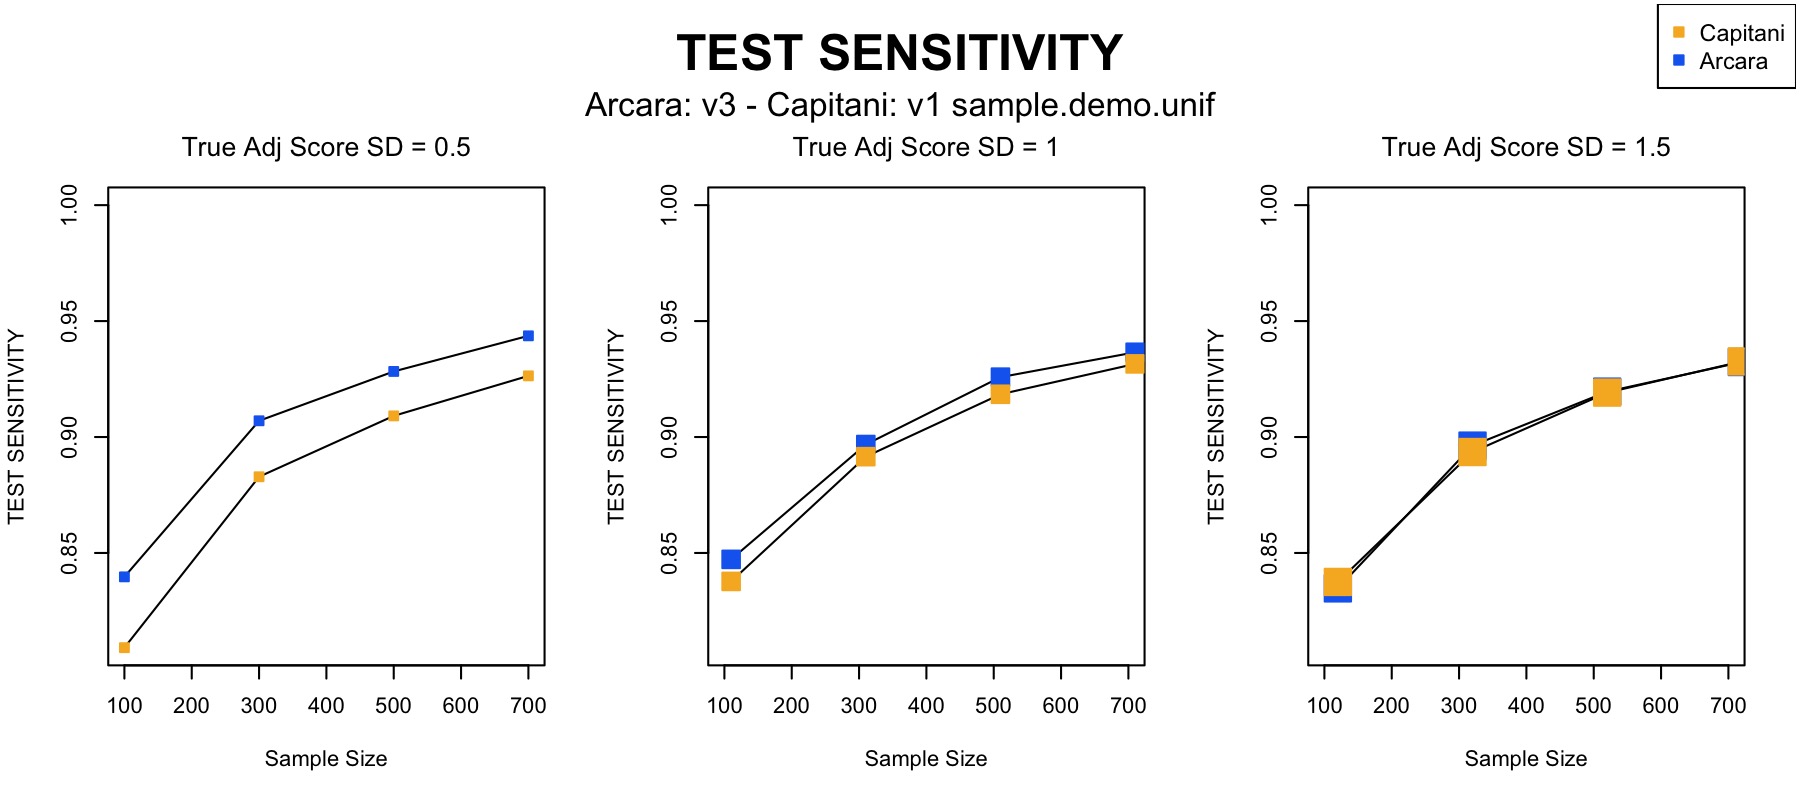 TEST SENSITIVITY
Arcara: v3 - Capitani: v1 sample.demo.unif
Capitani
Arcara
True Adj Score SD = 0.5
1.00
0.95
0.90
0.85
TEST SENSITIVITY
100 200 300 400 500 600 700
Sample Size
True Adj Score SD = 1
1.00
0.95
0.90
0.85
TEST SENSITIVITY
100 200 300 400 500 600 700
Sample Size
True Adj Score SD = 1.5
1.00
0.95
0.90
0.85
TEST SENSITIVITY
100 200 300 400 500 600 700
Sample Size